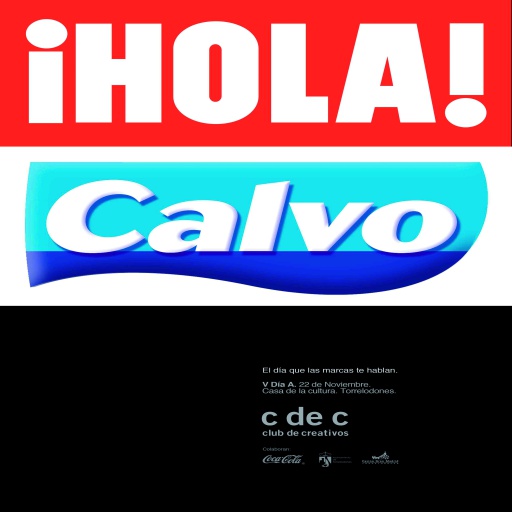 ¡HOLA!
Calvo
El día que las marcas te hablan.
V Día A. 22 de Noviembre.
Casa de la cultura. Torrelodones.
c de c
club de creativos
Colaboran:
Coca-Cola